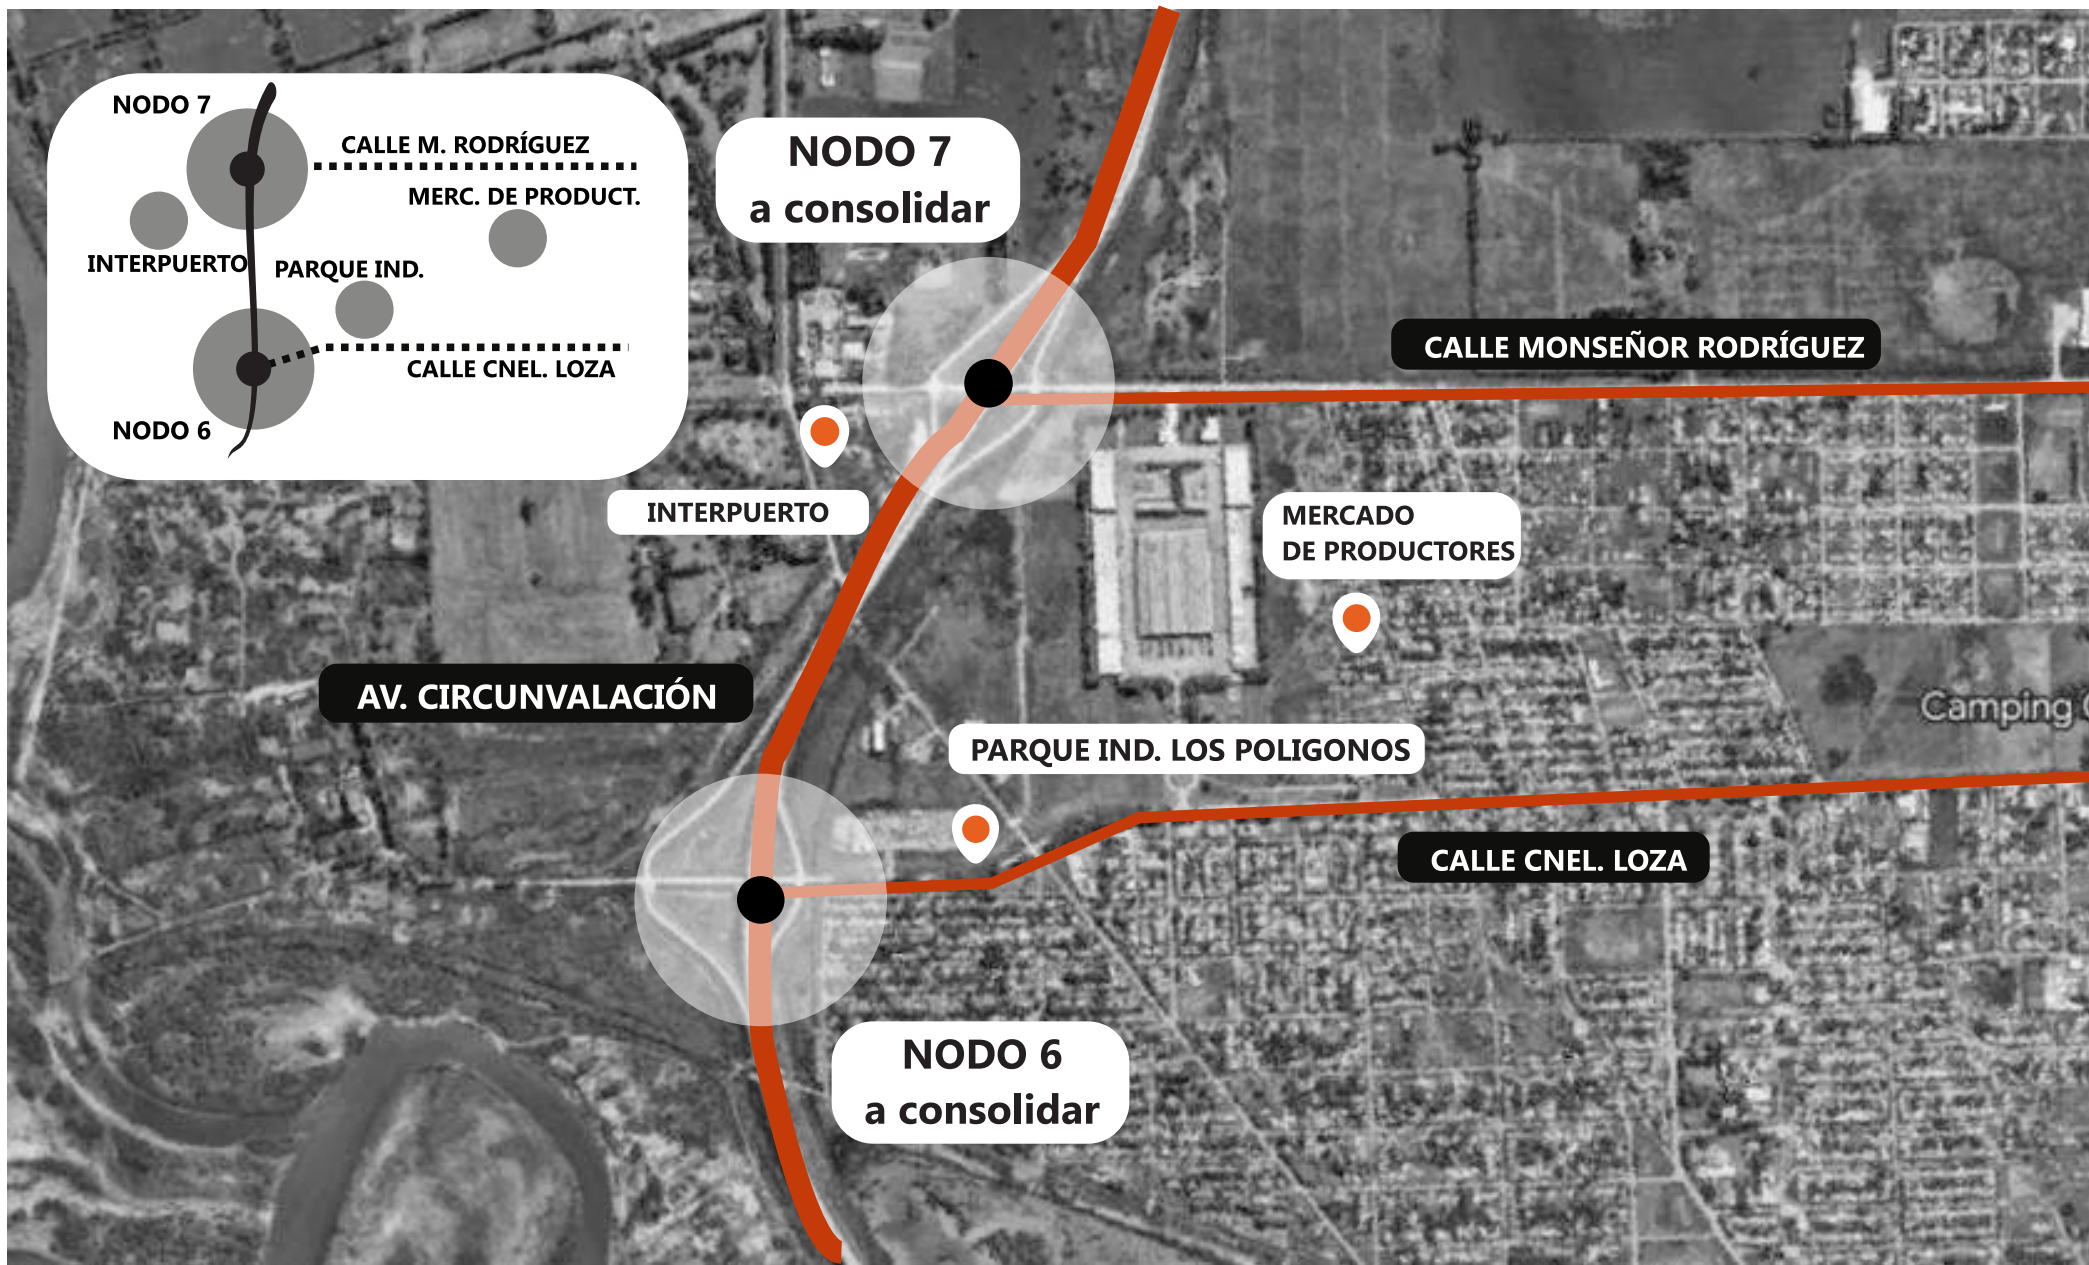 NODO 7
CALLE M. RODRÍGUEZ
MERC. DE PRODUCT.
INTERPUERTO
PARQUE IND.
CALLE CNEL. LOZA
NODO 6
NODO 7
a consolidar
CALLE MONSEÑOR RODRÍGUEZ
INTERPUERTO
MERCADO
DE PRODUCTORES
AV. CIRCUNVALACIÓN
Camping
PARQUE IND. LOS POLIGONOS
CALLE CNEL. LOZA
NODO 6
a consolidar